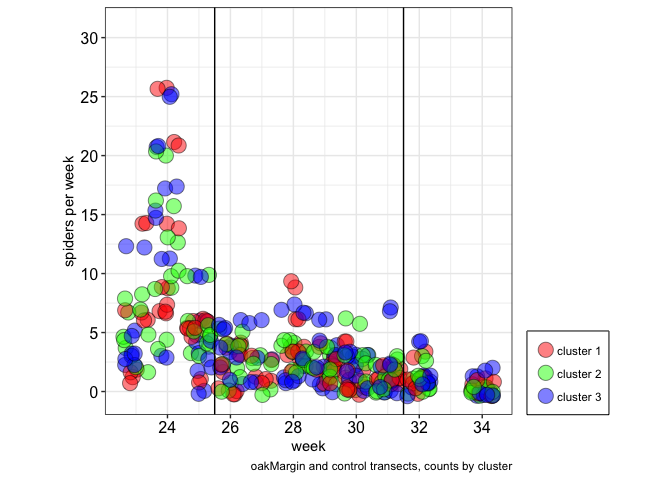 30
25
20
15
10
5
0
spiders per week
24 26 28 30 32 34
week
oakMargin and control transects, counts by cluster
cluster 1
cluster 2
cluster 3